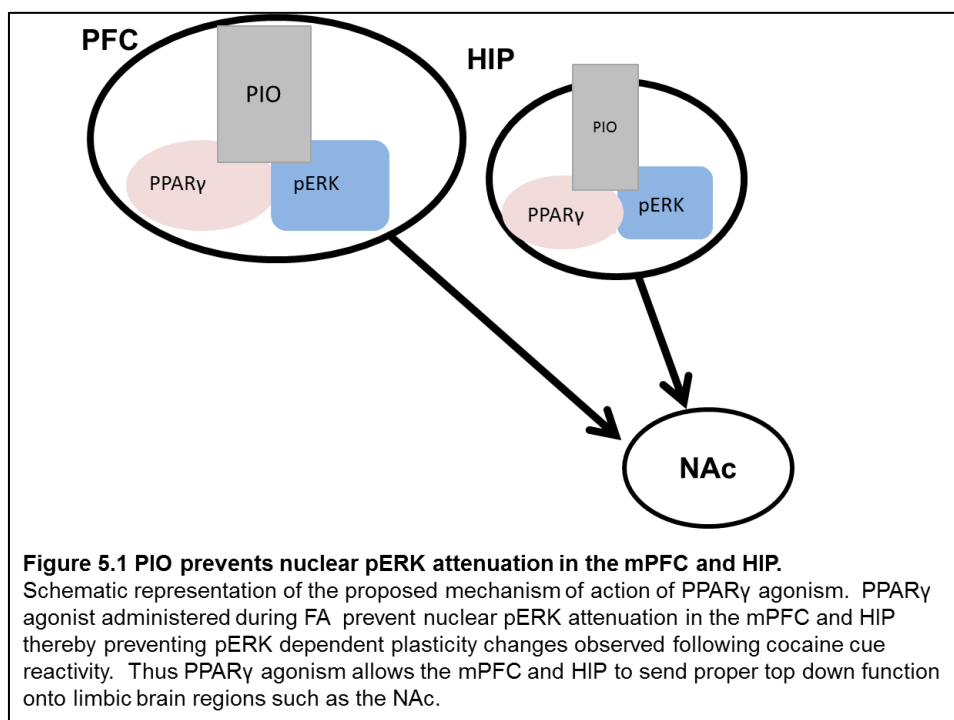 PFC
HIP
PIO
PIO
PPARγ
pERK
PPARγ
pERK
NAc
Figure 5.1 PIO prevents nuclear pERK attenuation in the mPFC and HIP.
Schematic representation of the proposed mechanism of action of PPARγ agonism. PPARγ
agonist administered during FA prevent nuclear pERK attenuation in the mPFC and HIP
thereby preventing pERK dependent plasticity changes observed following cocaine cue
reactivity. Thus PPARγ agonism allows the mPFC and HIP to send proper top down function
onto limbic brain regions such as the NAc.